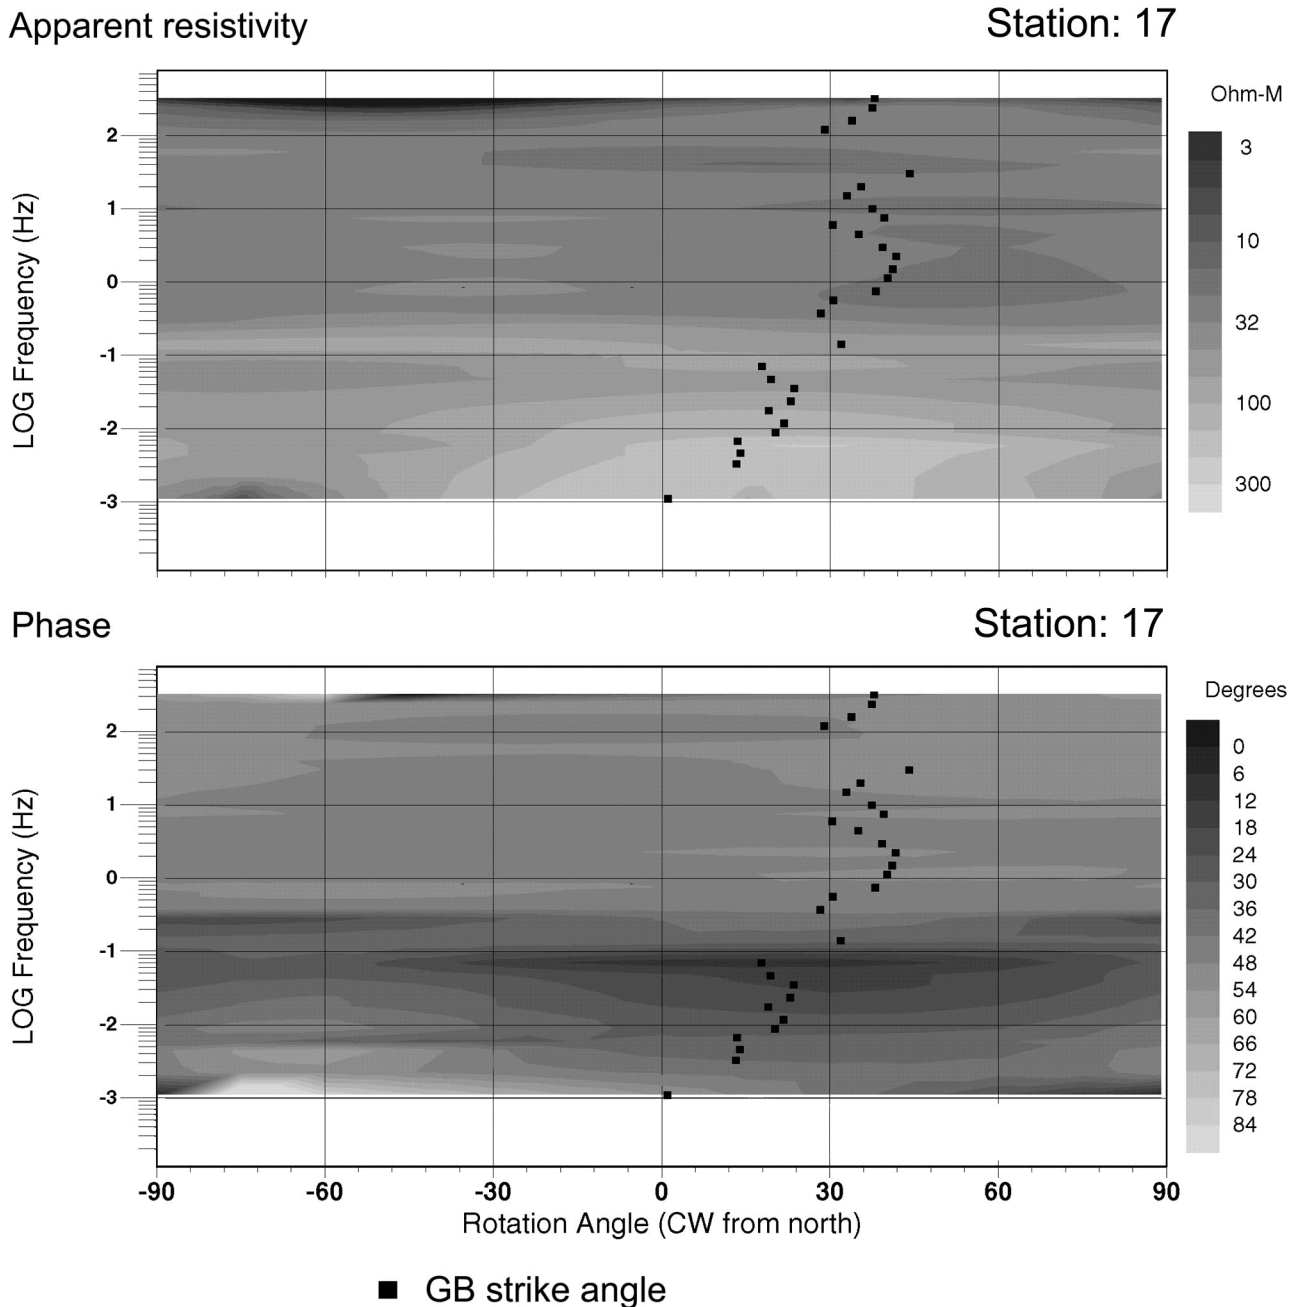 Apparent resistivity
Station: 17
Ohm-M
LOG Frequency (Hz)
2
1
0
-1
-2
-3
3
10
32
100
300
Phase
Station: 17
Degrees
LOG Frequency (Hz)
2
1
0
-1
-2
-3
0
6
12
18
24
30
36
42
48
54
60
66
72
78
84
-90 -60 -30 0 30 60 90
Rotation Angle (CW from north)
GB strike angle